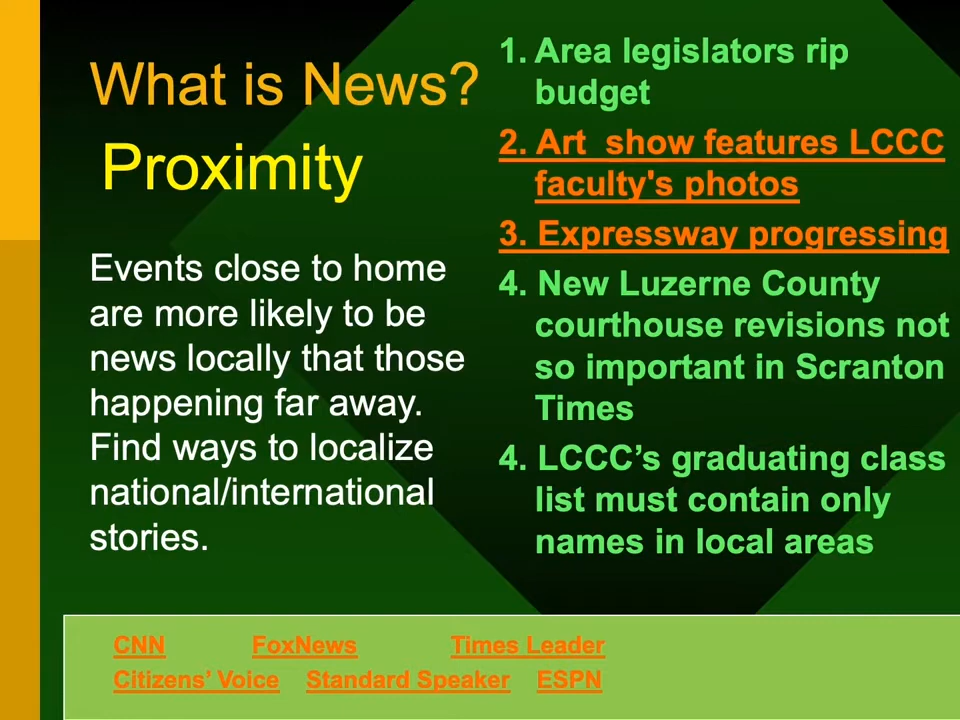 What is News?
Proximity
Events close to home
are more likely to be
news locally that those
happening far away.
Find ways to localize
national/international
stories.
1. Area legislators rip
budget
2. Art  show features LCCC
faculty's photos
3. Expressway progressing
4. New Luzerne County
courthouse revisions not
so important in Scranton
Times
4. LCCC’s graduating class
list must contain only
names in local areas
CNN FoxNews Times Leader
Citizens’ Voice Standard Speaker ESPN